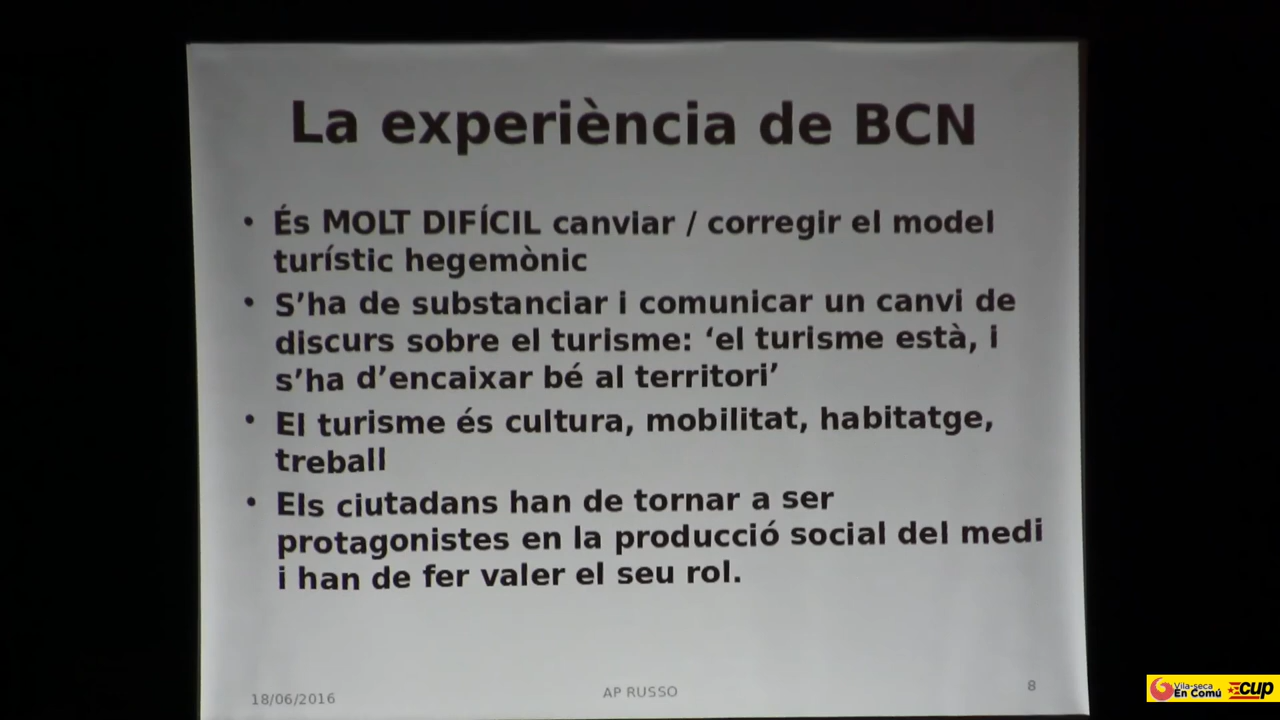 La experiència de BCN
• És MOLT DIFÍCIL canviar / corregir el model
turístic hegemònic
• S’ha de substanciar i comunicar un canvi de
discurs sobre el turisme: ‘el turisme està, i
s’ha d’encaixar bé al territori’
• El turisme és cultura, mobilitat, habitatge,
treball
• Els ciutadans han de tornar a ser
protagonistes en la producció social del medi
i han de fer valer el seu rol.
18/06/2016
AP RUSSO
8
Vila-seca
En Comú
cup